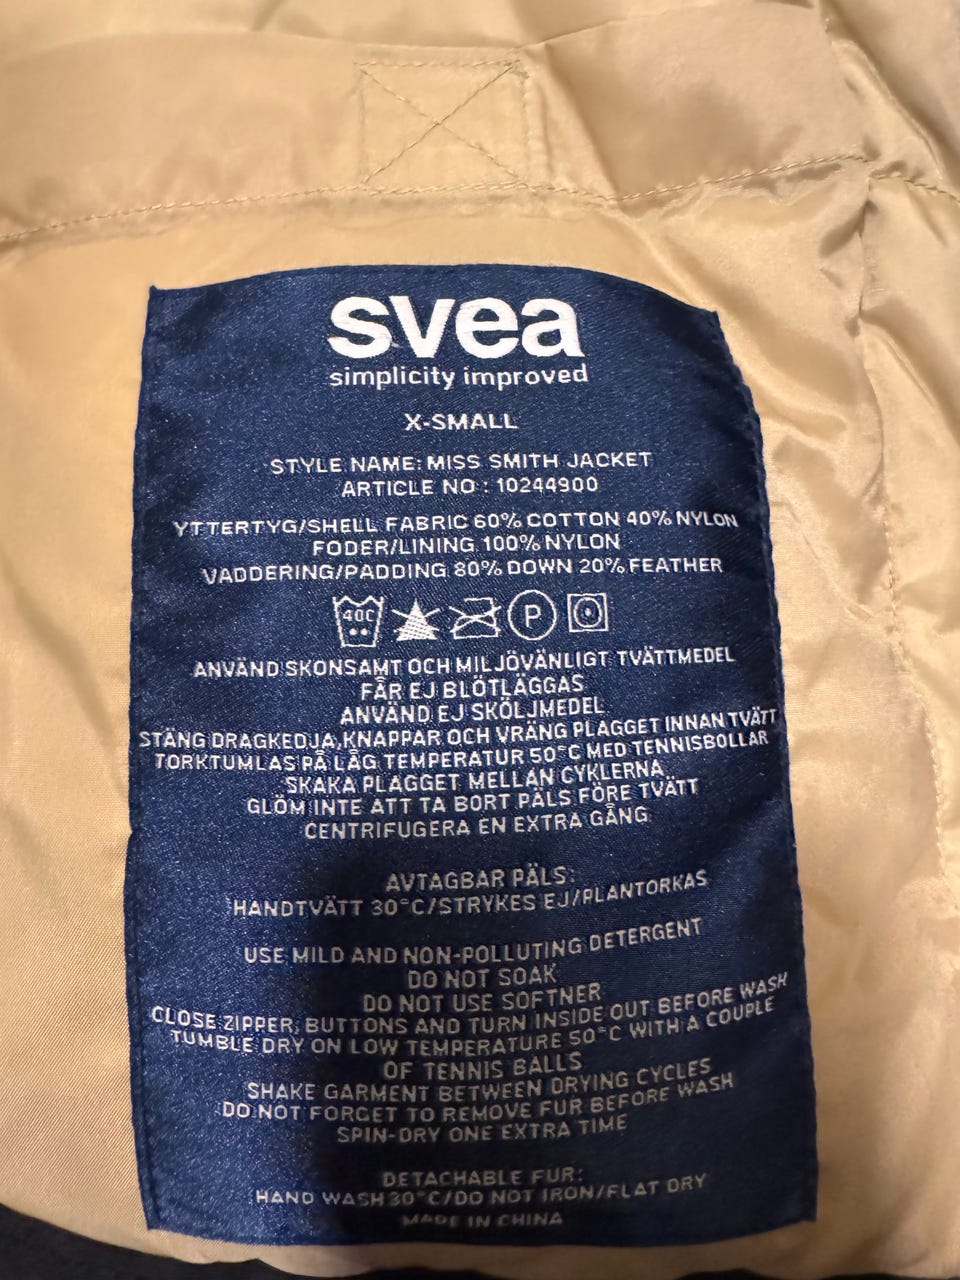 svea
simplicity improved
X-SMALL
STYLE NAME: MISS SMITH JACKET
ARTICLE NO : 10244900
YTTERTYG/SHELL FABRIC 60% COTTON 40% NYLON
FODER/LINING 100% NYLON
VADDERING/PADDING 80% DOWN 20% FEATHER
40C P
ANVÄND SKONSAMT OCH MILJÖVÄNLIGT TVÄTTMEDEL
FÅR EJ BLÖTLÄGGAS
ANVÄND EJ SKÖLJMEDEL
STÄNG DRAGKEDJA, KNAPPAR OCH VRÄNG PLAGGET INNAN TVÄTT
TORKTUMLAS PÅ LÅG TEMPERATUR 50°C MED TENNISBOLLAR
SKAKA PLAGGET MELLAN CYKLERNA
GLÖM INTE ATT TA BORT PÄLS FÖRE TVÄTT
CENTRIFUGERA EN EXTRA GÅNG
AVTAGBAR PÄLS:
HANDTVÄTT 30°C/STRYKES EJ/PLANTORKAS
USE MILD AND NON-POLLUTING DETERGENT
DO NOT SOAK
DO NOT USE SOFTNER
CLOSE ZIPPER, BUTTONS AND TURN INSIDE OUT BEFORE WASH
TUMBLE DRY ON LOW TEMPERATURE 50°C WITH A COUPLE
OF TENNIS BALLS
SHAKE GARMENT BETWEEN DRYING CYCLES
DO NOT FORGET TO REMOVE FUR BEFORE WASH
SPIN-DRY ONE EXTRA TIME
DETACHABLE FUR:
HAND WASH 30°C/DO NOT IRON/FLAT DRY
MADE IN CHINA